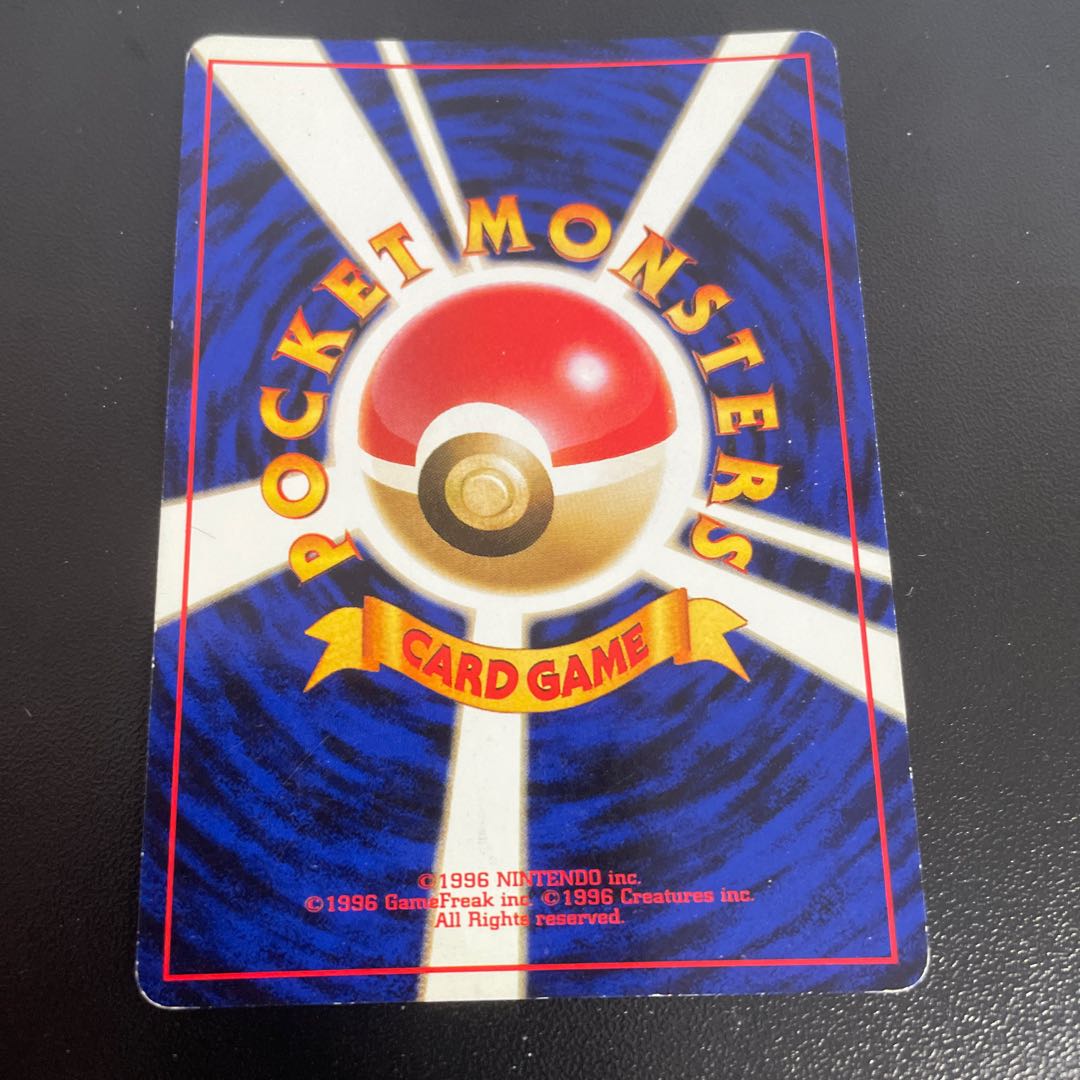 POCKET MONSTERS
CARD GAME
©1996 NINTENDO inc.
©1996 GameFreak inc. ©1996 Creatures inc.
All Rights reserved.